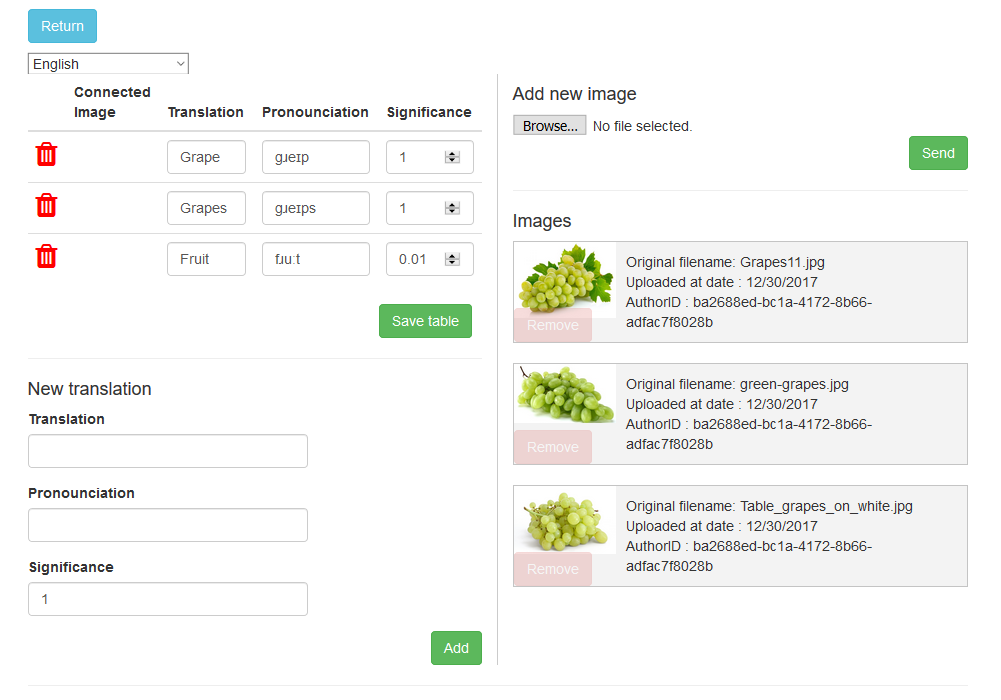 Return
English
Connected Image Translation Pronounciation Significance
Grape gɹeɪp 1
Grapes gɹeɪps 1
Fruit fɹuːt 0.01
Save table
New translation
Translation
Pronounciation
Significance
1
Add
Add new image
Browse... No file selected.
Send
Images
Original filename: Grapes11.jpg
Uploaded at date : 12/30/2017
AuthorID : ba2688ed-bc1a-4172-8b66-
adfac7f8028b
Remove
Original filename: green-grapes.jpg
Uploaded at date : 12/30/2017
AuthorID : ba2688ed-bc1a-4172-8b66-
adfac7f8028b
Remove
Original filename: Table_grapes_on_white.jpg
Uploaded at date : 12/30/2017
AuthorID : ba2688ed-bc1a-4172-8b66-
adfac7f8028b
Remove